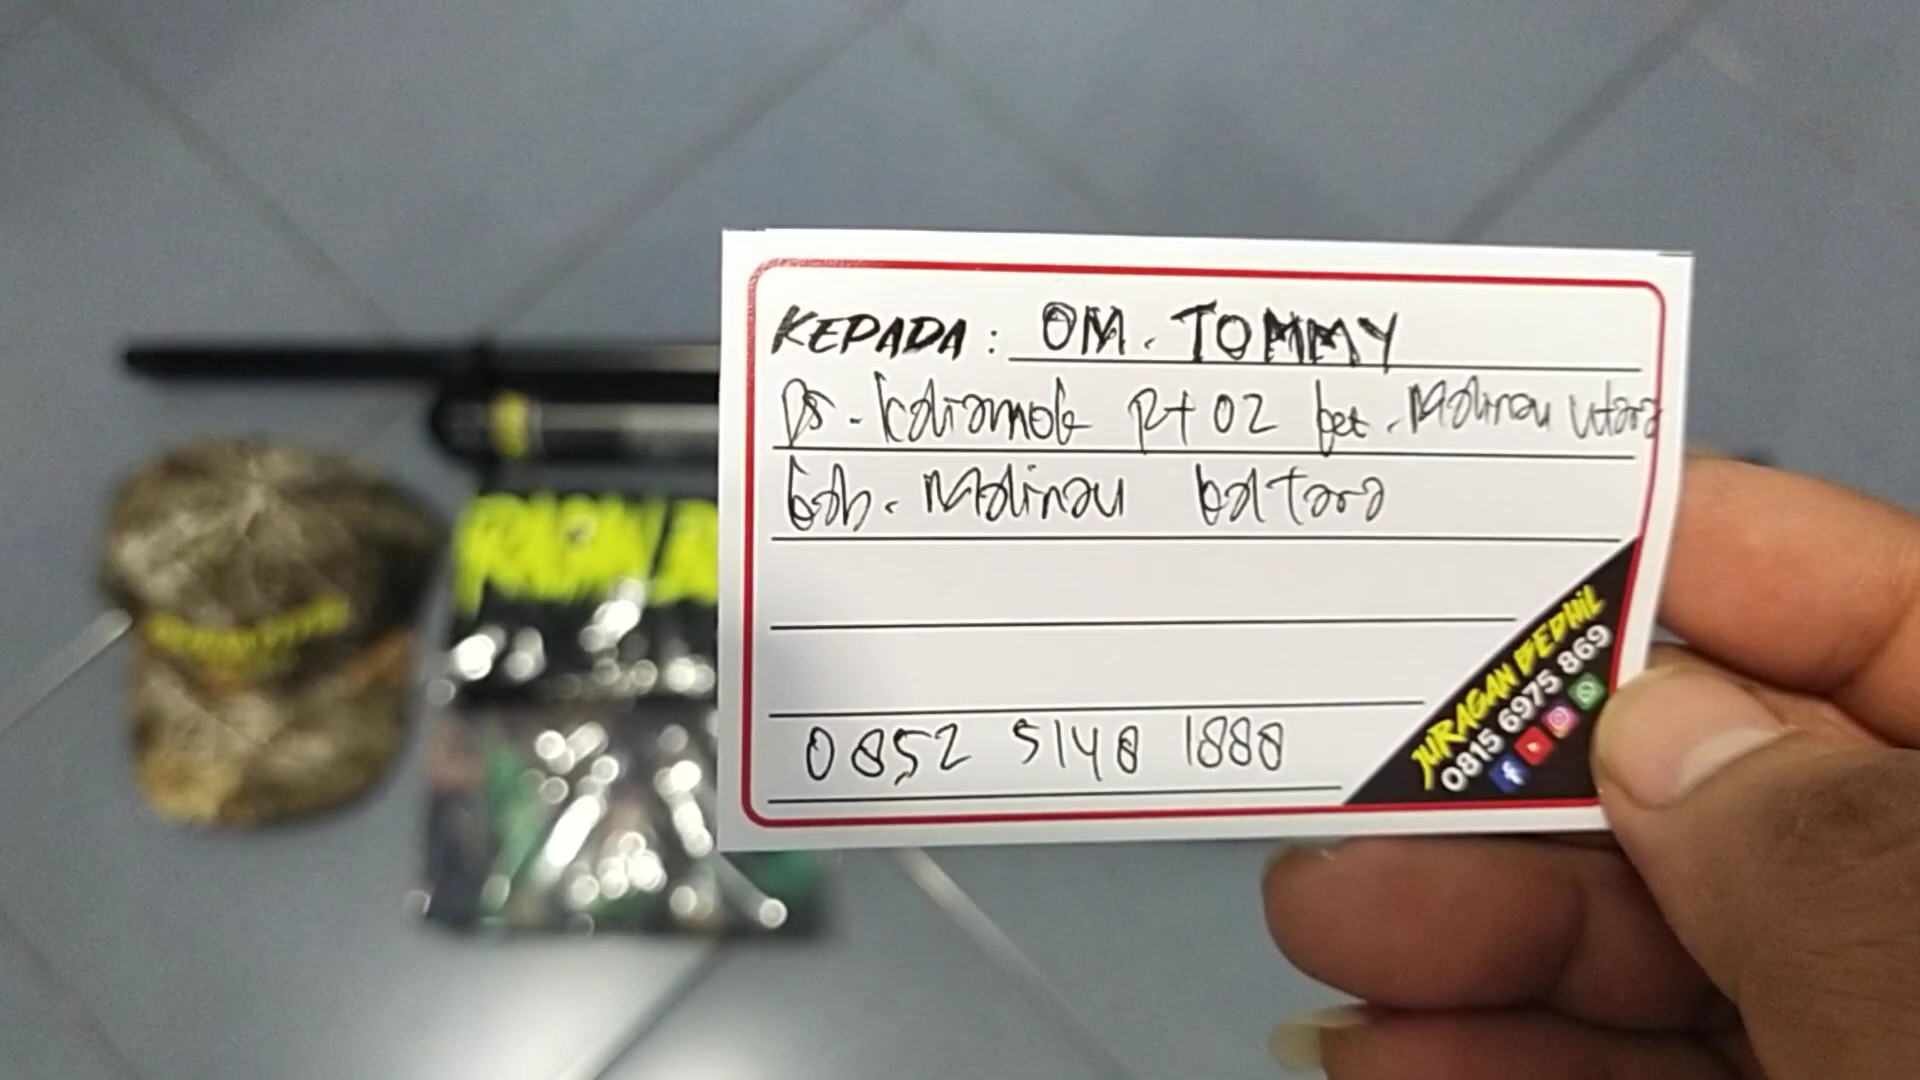 KEPADA : OM. TOMMY
Ds. Kaliamok Rt 02 kec. Malinau Utara
Kab. Malinau Kaltara
0852 5148 1888
JURAGAN BEDHIL
0815 6975 869